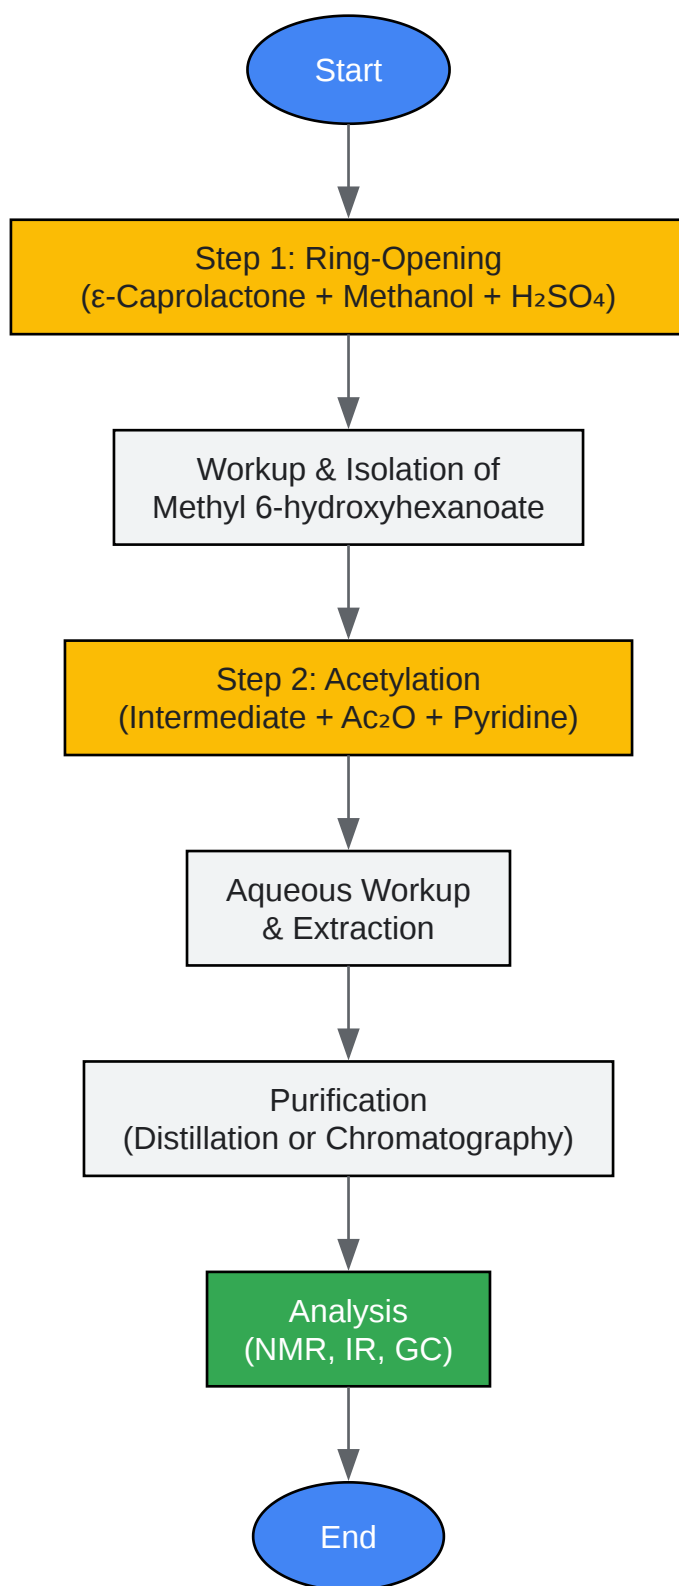 Start
Step 1: Ring-Opening
(ε-Caprolactone + Methanol + H₂SO₄)
Workup & Isolation of
Methyl 6-hydroxyhexanoate
Step 2: Acetylation
(Intermediate + Ac₂O + Pyridine)
Aqueous Workup
& Extraction
Purification
(Distillation or Chromatography)
Analysis
(NMR, IR, GC)
End